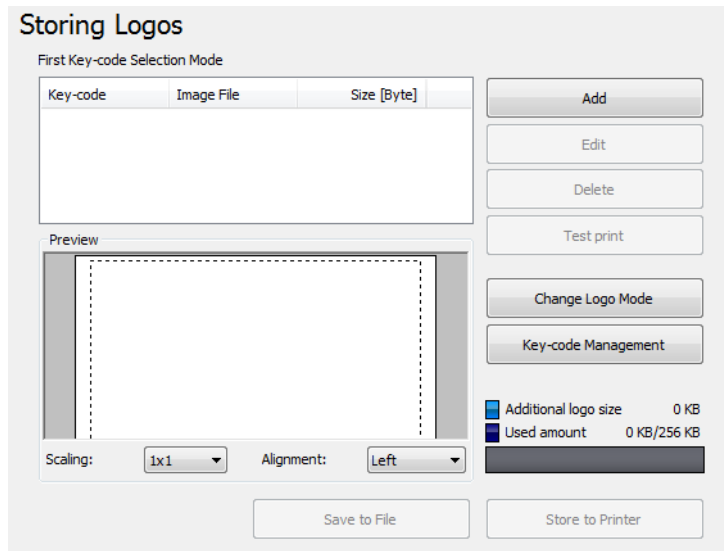 Storing Logos
First Key-code Selection Mode
Key-code Image File Size [Byte]
Add
Edit
Delete
Test print
Preview
Change Logo Mode
Key-code Management
Additional logo size 0 KB
Used amount 0 KB/256 KB
Scaling: 1x1 Alignment: Left
Save to File Store to Printer